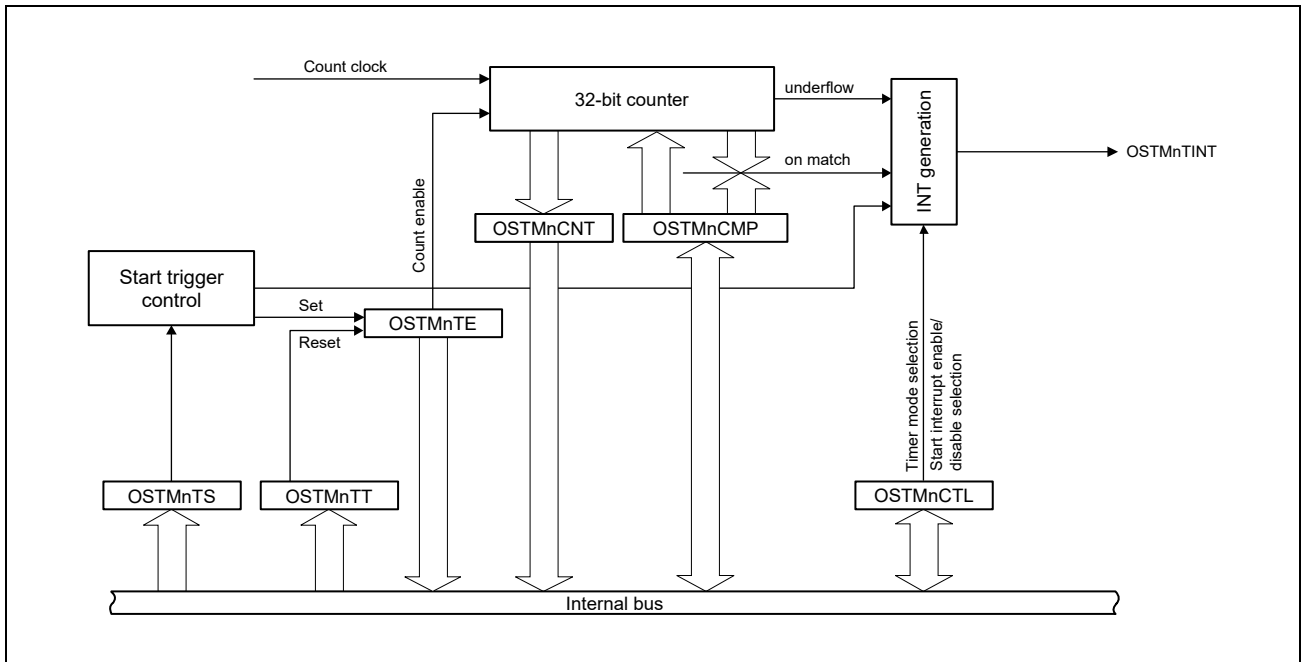 Count clock
32-bit counter
underflow
INT generation
OSTMnTINT
on match
Count enable
OSTMnCNT
OSTMnCMP
Start trigger
control
Set
OSTMnTE
Reset
Timer mode selection
Start interrupt enable/
disable selection
OSTMnTS
OSTMnTT
OSTMnCTL
Internal bus